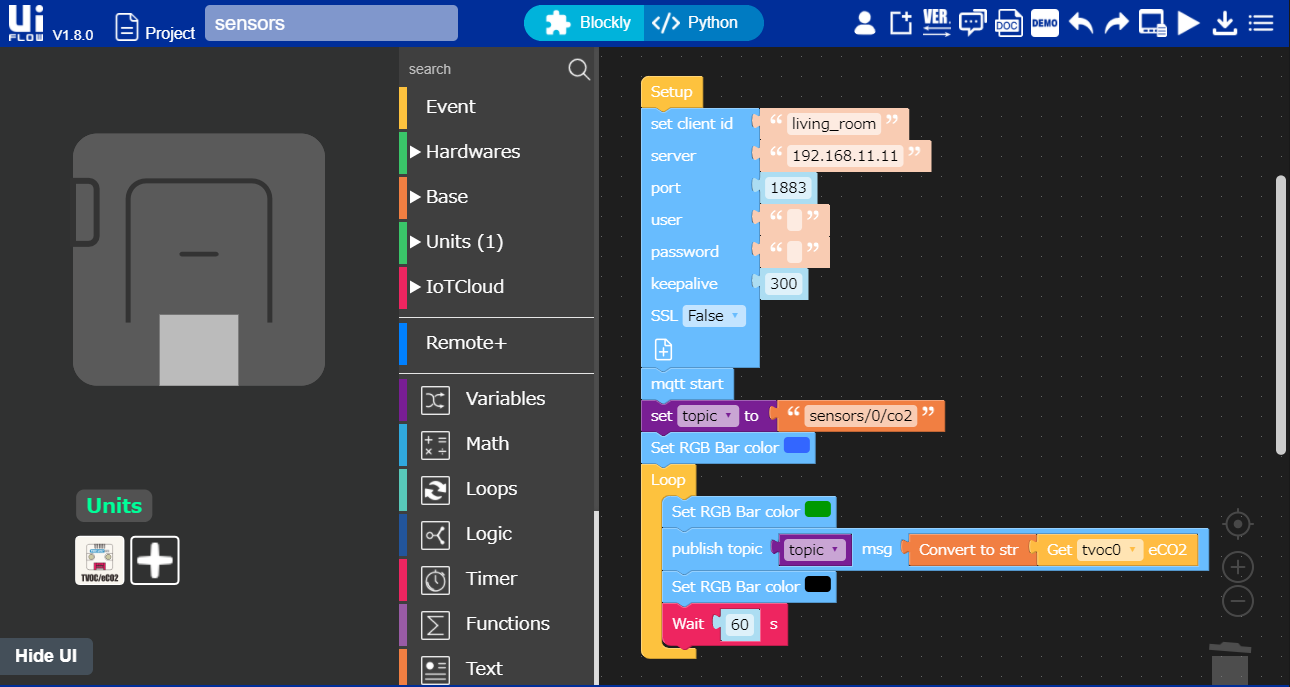 Ui FLOW V1.8.0 Project sensors Blockly </> Python VER. DOC DEMO
search
Event
Hardwares
Base
Units (1)
IoTCloud
Remote+
Variables
Math
Loops
Logic
Timer
Functions
Text
Units
TVOC/eCO2
Hide UI
Setup
set client id “ living_room ”
server “ 192.168.11.11 ”
port 1883
user “ ”
password “ ”
keepalive 300
SSL False
mqtt start
set topic to “ sensors/0/co2 ”
Set RGB Bar color
Loop
Set RGB Bar color
publish topic topic msg Convert to str Get tvoc0 eCO2
Set RGB Bar color
Wait 60 s